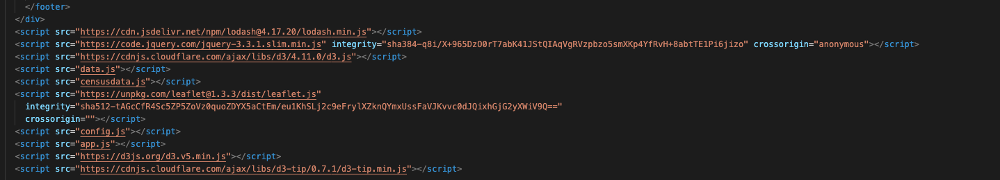 </footer>
</div>
<script src="https://cdn.jsdelivr.net/npm/lodash@4.17.20/lodash.min.js"></script>
<script src="https://code.jquery.com/jquery-3.3.1.slim.min.js" integrity="sha384-q8i/X+965DzO0rT7abK41JStQIAqVgRVzpbzo5smXKp4YfRvH+8abtTE1Pi6jizo" crossorigin="anonymous"></script>
<script src="https://cdnjs.cloudflare.com/ajax/libs/d3/4.11.0/d3.js"></script>
<script src="data.js"></script>
<script src="censusdata.js"></script>
<script src="https://unpkg.com/leaflet@1.3.3/dist/leaflet.js"
integrity="sha512-tAGcCfR4Sc5ZP5ZoVz0quoZDYX5aCtEm/eu1KhSLj2c9eFrylXZknQYmxUssFaVJKvvc0dJQixhGjG2yXWiV9Q=="
crossorigin=""></script>
<script src="config.js"></script>
<script src="app.js"></script>
<script src="https://d3js.org/d3.v5.min.js"></script>
<script src="https://cdnjs.cloudflare.com/ajax/libs/d3-tip/0.7.1/d3-tip.min.js"></script>